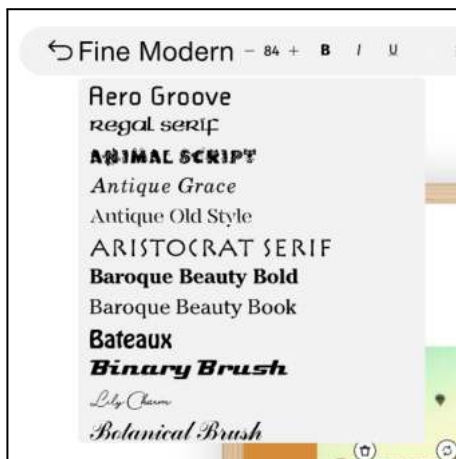 Fine Modern - 84 + B I U
Aero Groove
Regal Serif
ANIMAL SCRIPT
Antique Grace
Antique Old Style
ARISTOCRAT SERIF
Baroque Beauty Bold
Baroque Beauty Book
Bateaux
Binary Brush
Lily Charm
Botanical Brush